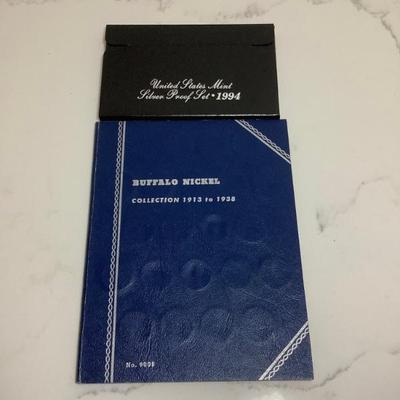 United States Mint
Silver Proof Set • 1994
BUFFALO NICKEL
COLLECTION 1913 to 1938
No. 9008